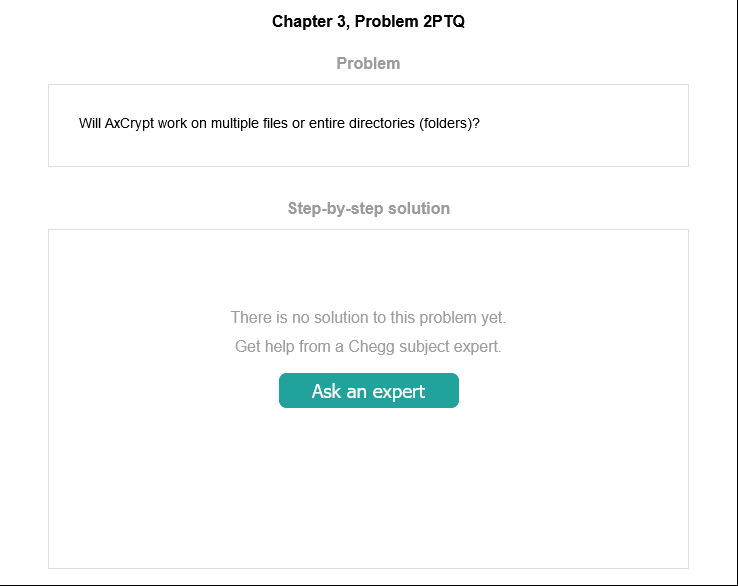 Chapter 3, Problem 2PTQ
Problem
Will AxCrypt work on multiple files or entire directories (folders)?
Step-by-step solution
There is no solution to this problem yet.
Get help from a Chegg subject expert.
Ask an expert